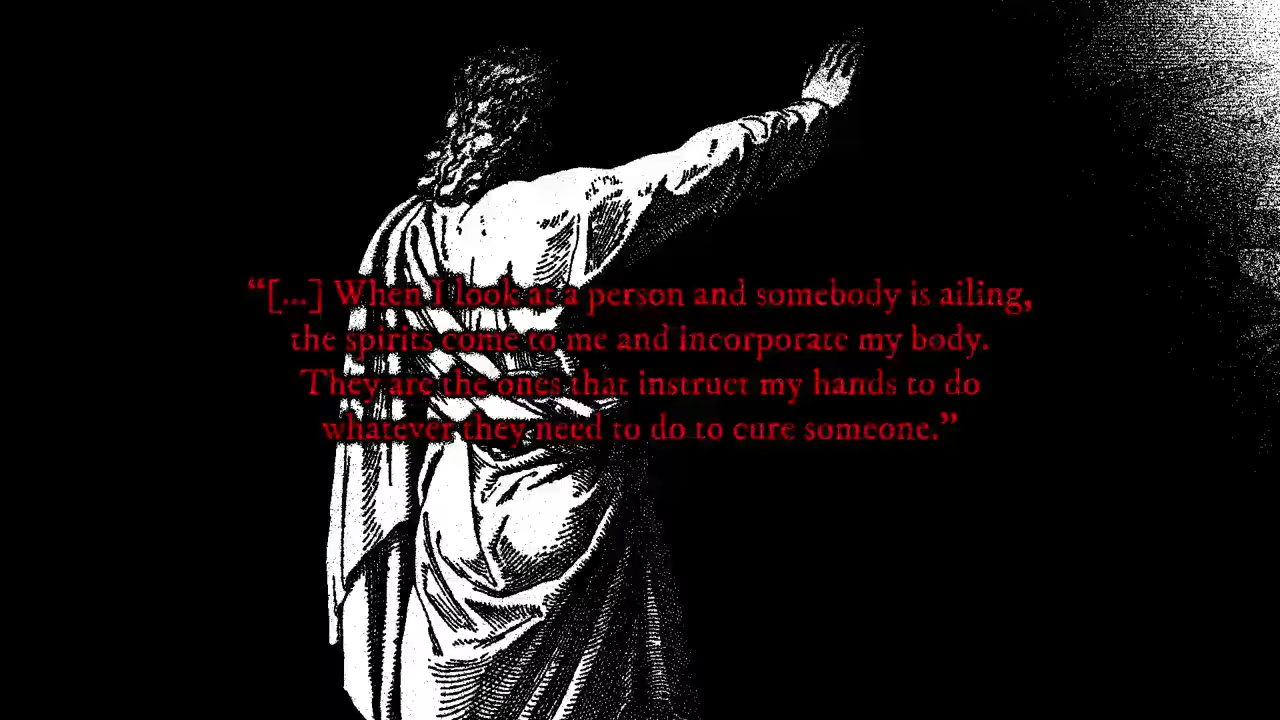 “[...] When I look at a person and somebody is ailing,
the spirits come to me and incorporate my body.
They are the ones that instruct my hands to do
whatever they need to do to cure someone.”